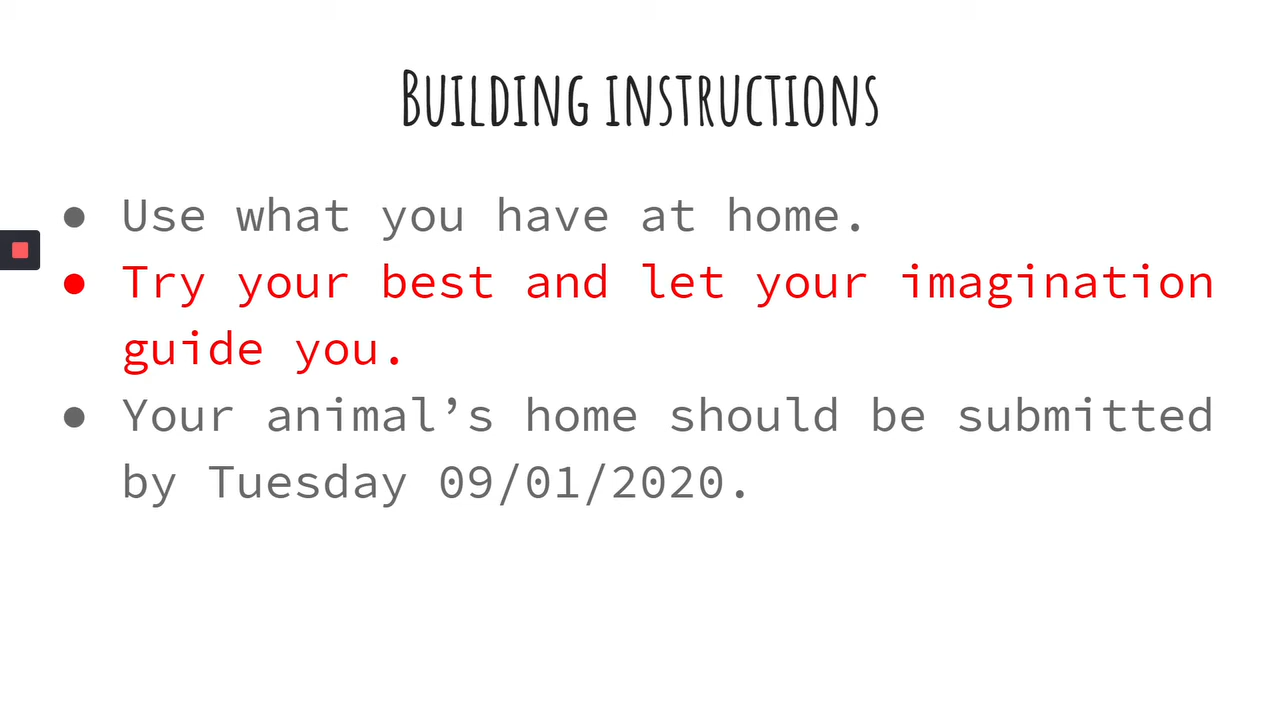 Building instructions
● Use what you have at home.
● Try your best and let your imagination
guide you.
● Your animal’s home should be submitted
by Tuesday 09/01/2020.